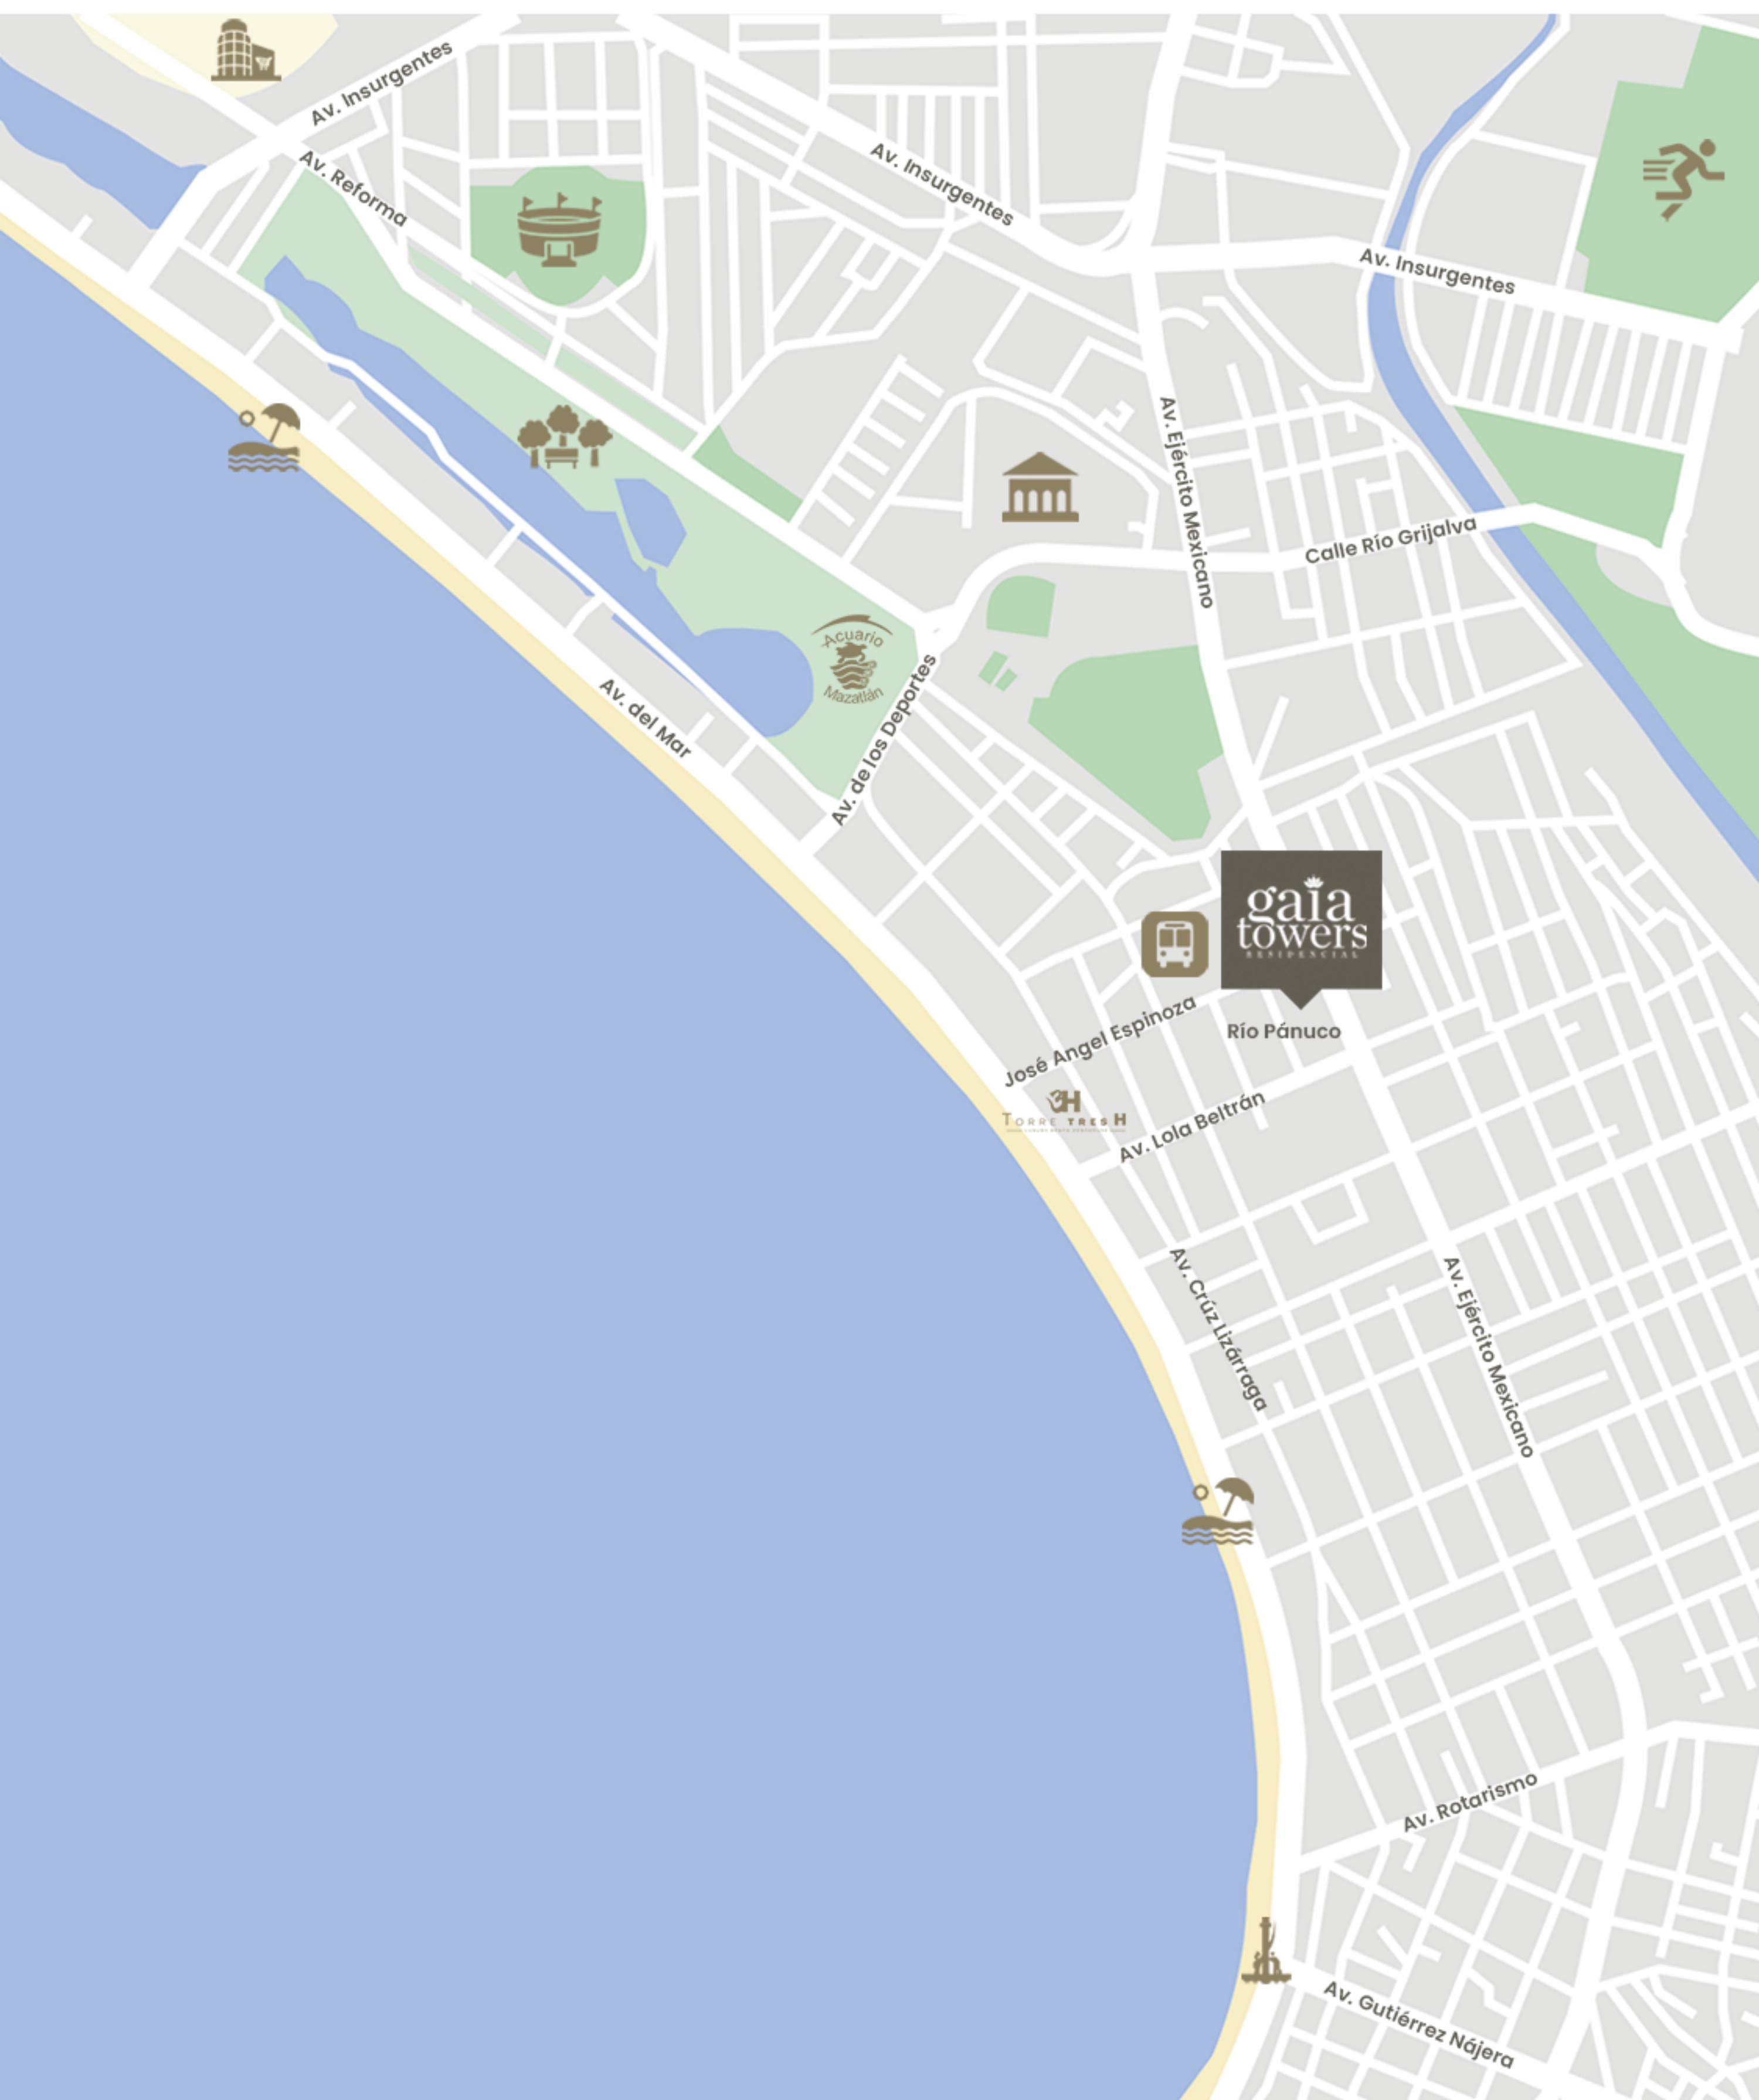 Av. Insurgentes
Av. Reforma
Av. Insurgentes
Av. Insurgentes
Av. Ejército Mexicano
Calle Río Grijalva
Acuario
Mazatlán
Av. del Mar
Av. de los Deportes
gaia
towers
RESIDENCIAL
José Angel Espinoza
Río Pánuco
3H
TORRE TRES H
Av. Lola Beltrán
Av. Crúz Lizárraga
Av. Ejército Mexicano
Av. Rotarismo
Av. Gutiérrez Nájera